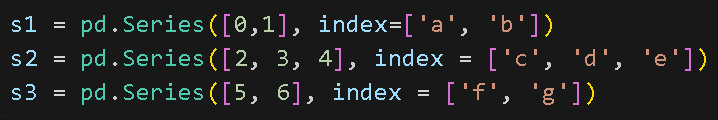 s1 = pd.Series([0,1], index=['a', 'b'])
s2 = pd.Series([2, 3, 4], index = ['c', 'd', 'e'])
s3 = pd.Series([5, 6], index = ['f', 'g'])